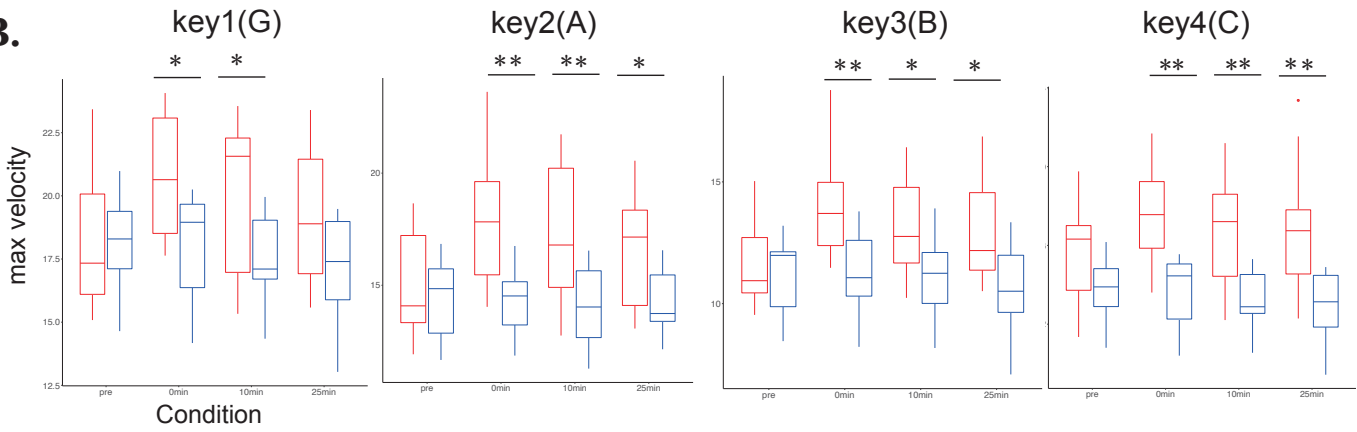 B.
key1(G) key2(A) key3(B) key4(C)
* * ** ** * ** * * ** ** **
max velocity
22.5
20.0
17.5
15.0
12.5
20
15
15
10
pre 0min 10min 25min pre 0min 10min 25min pre 0min 10min 25min pre 0min 10min 25min
Condition